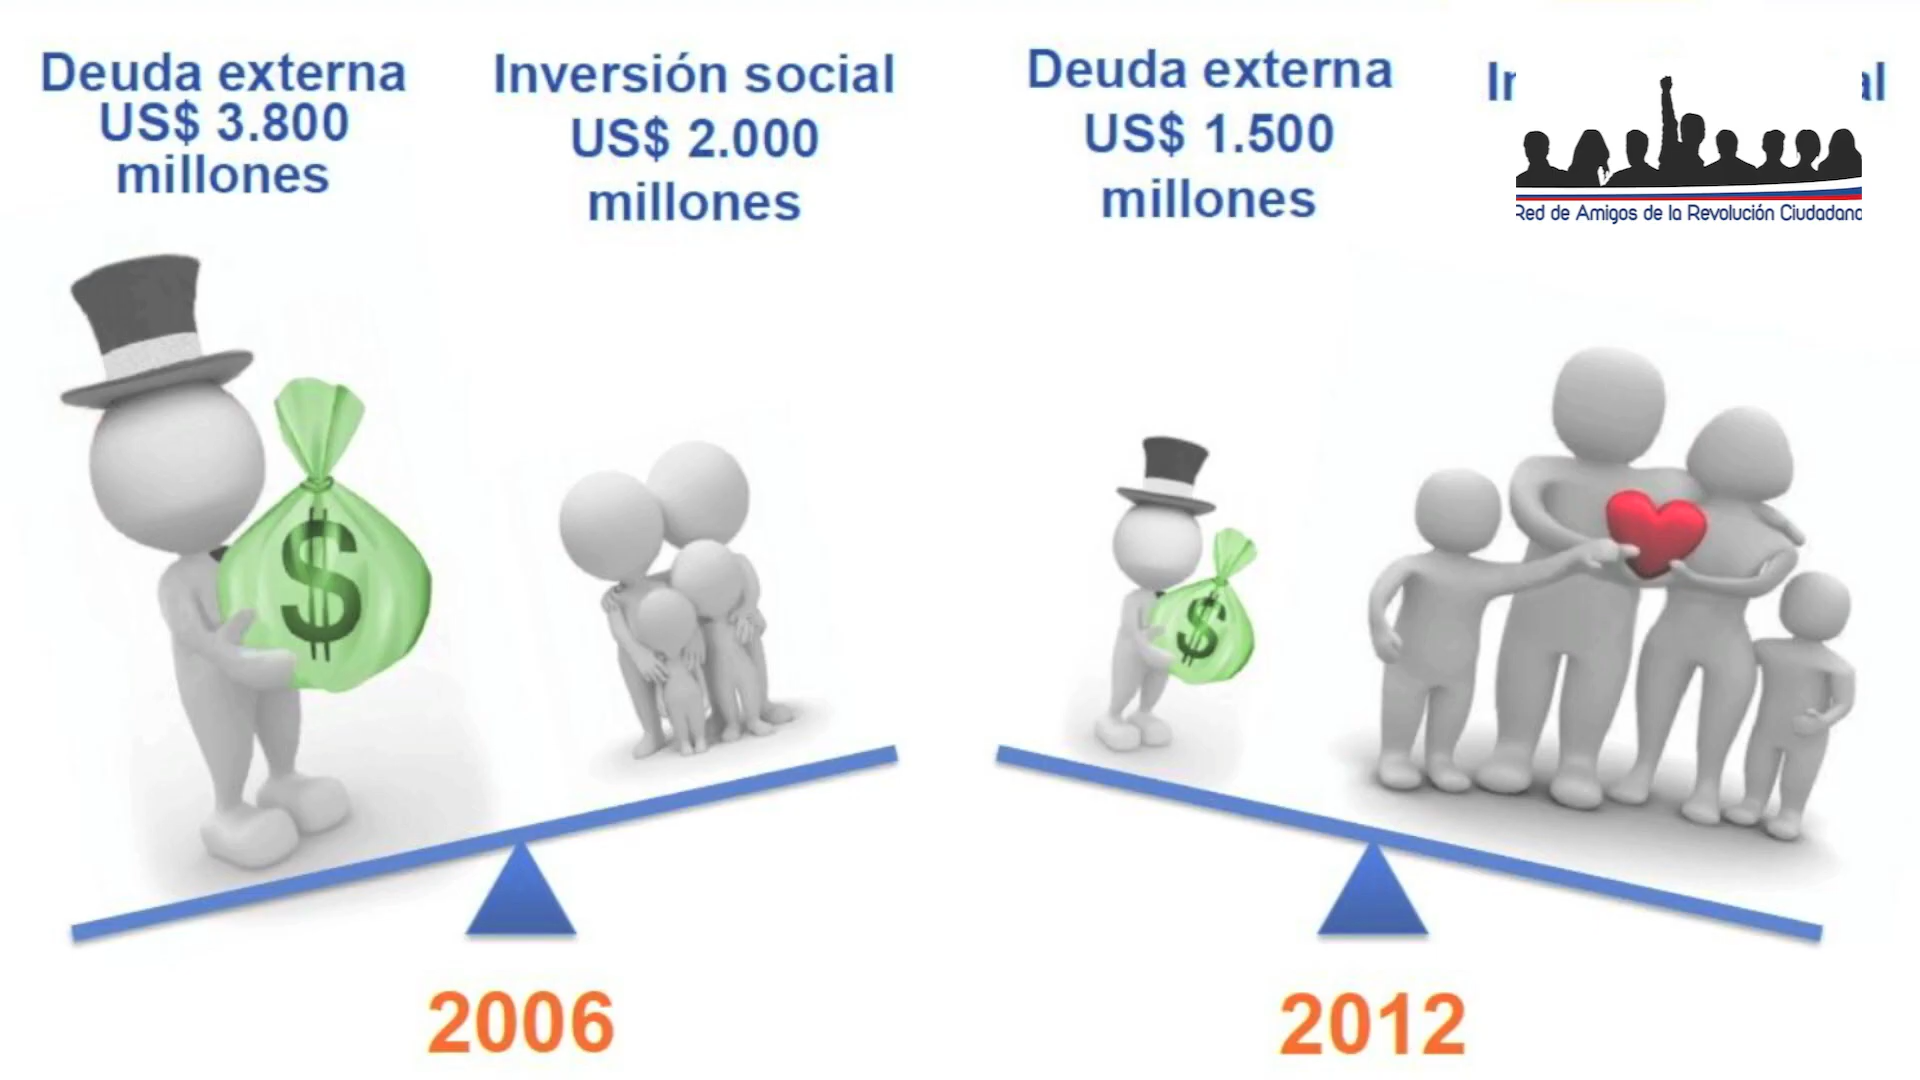 Deuda externa
US$ 3.800
millones
Inversión social
US$ 2.000
millones
Deuda externa
US$ 1.500
millones
Red de Amigos de la Revolución Ciudadana
2006
2012